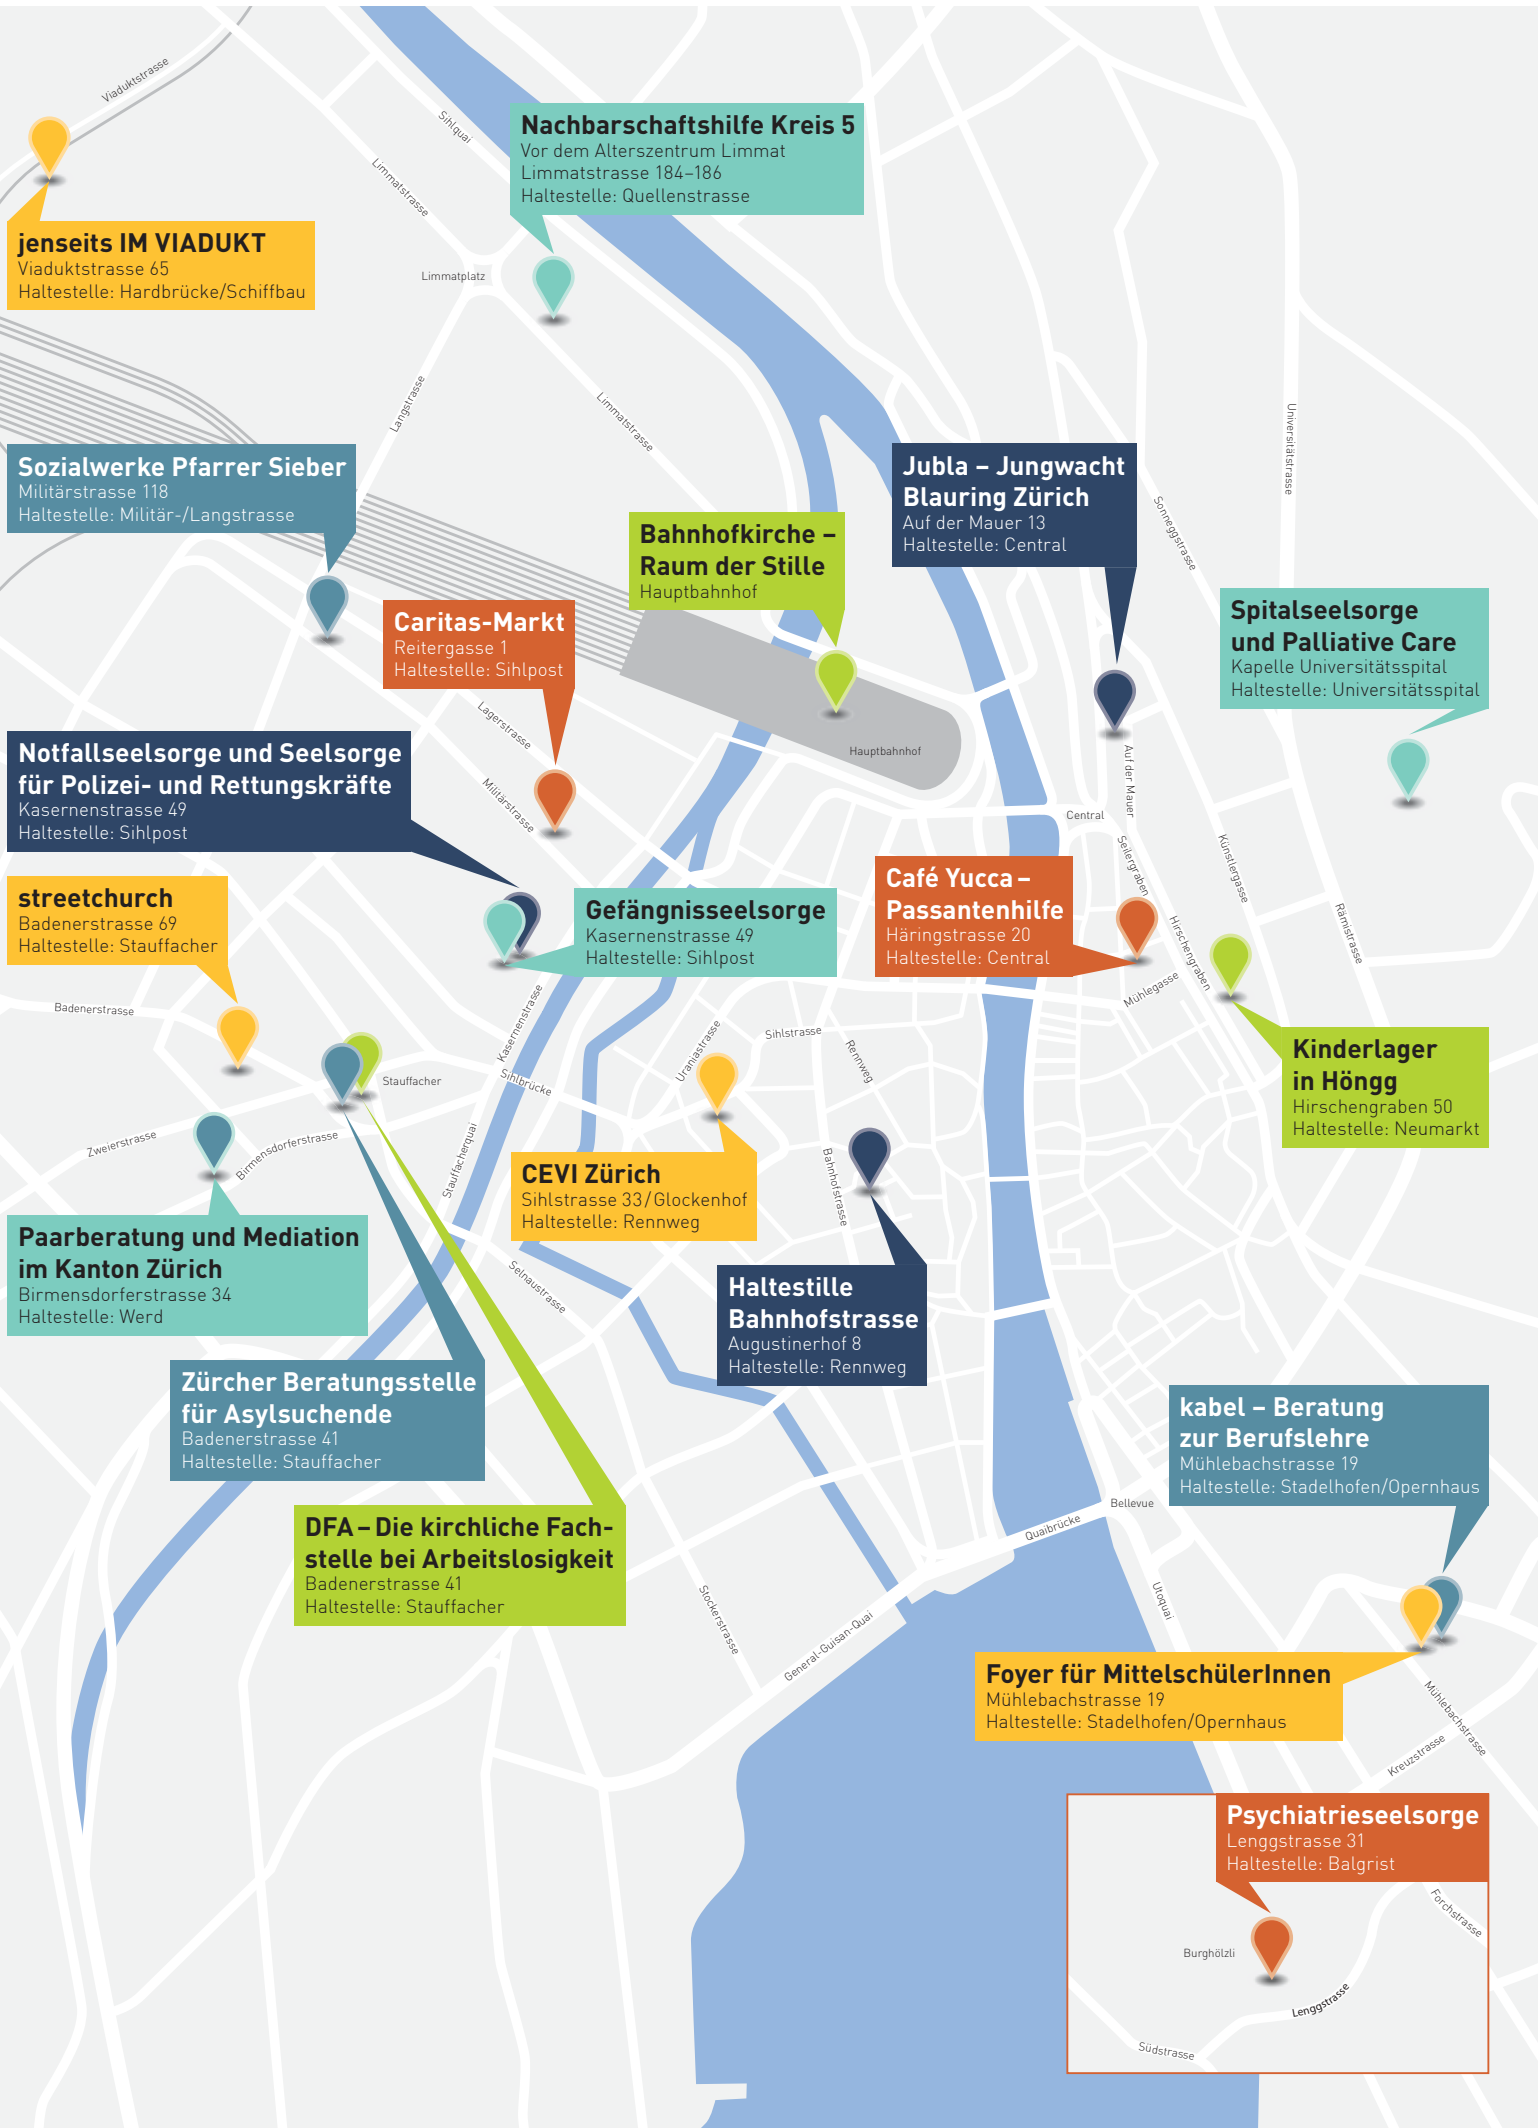 Viaduktstrasse
Sihlquai
Limmatstrasse
Nachbarschaftshilfe Kreis 5
Vor dem Alterszentrum Limmat
Limmatstrasse 184–186
Haltestelle: Quellenstrasse
jenseits IM VIADUKT
Viaduktstrasse 65
Haltestelle: Hardbrücke/Schiffbau
Limmatplatz
Langstrasse
Limmatstrasse
Universitätstrasse
Sozialwerke Pfarrer Sieber
Militärstrasse 118
Haltestelle: Militär-/Langstrasse
Jubla – Jungwacht
Blauring Zürich
Auf der Mauer 13
Haltestelle: Central
Sonneggstrasse
Bahnhofkirche –
Raum der Stille
Hauptbahnhof
Caritas-Markt
Reitergasse 1
Haltestelle: Sihlpost
Spitalseelsorge
und Palliative Care
Kapelle Universitätsspital
Haltestelle: Universitätsspital
Lagerstrasse
Militärstrasse
Hauptbahnhof
Auf der Mauer
Central
Seilergraben
Künstlergasse
Notfallseelsorge und Seelsorge
für Polizei- und Rettungskräfte
Kasernenstrasse 49
Haltestelle: Sihlpost
streetchurch
Badenerstrasse 69
Haltestelle: Stauffacher
Gefängnisseelsorge
Kasernenstrasse 49
Haltestelle: Sihlpost
Café Yucca –
Passantenhilfe
Häringstrasse 20
Haltestelle: Central
Hirschengraben
Rämistrasse
Mühlegasse
Badenerstrasse
Kasernenstrasse
Sihlbrücke
Uraniastrasse
Sihlstrasse
Rennweg
Stauffacher
Kinderlager
in Höngg
Hirschengraben 50
Haltestelle: Neumarkt
Zweierstrasse
Birmensdorferstrasse
Stauffacherquai
CEVI Zürich
Sihlstrasse 33/Glockenhof
Haltestelle: Rennweg
Bahnhofstrasse
Paarberatung und Mediation
im Kanton Zürich
Birmensdorferstrasse 34
Haltestelle: Werd
Selnaustrasse
Haltestille
Bahnhofstrasse
Augustinerhof 8
Haltestelle: Rennweg
Zürcher Beratungsstelle
für Asylsuchende
Badenerstrasse 41
Haltestelle: Stauffacher
kabel – Beratung
zur Berufslehre
Mühlebachstrasse 19
Haltestelle: Stadelhofen/Opernhaus
Bellevue
Quaibrücke
DFA – Die kirchliche Fach-
stelle bei Arbeitslosigkeit
Badenerstrasse 41
Haltestelle: Stauffacher
Stockerstrasse
General-Guisan-Quai
Utoquai
Foyer für MittelschülerInnen
Mühlebachstrasse 19
Haltestelle: Stadelhofen/Opernhaus
Mühlebachstrasse
Kreuzstrasse
Psychiatrieseelsorge
Lenggstrasse 31
Haltestelle: Balgrist
Forchstrasse
Burghölzli
Lenggstrasse
Südstrasse